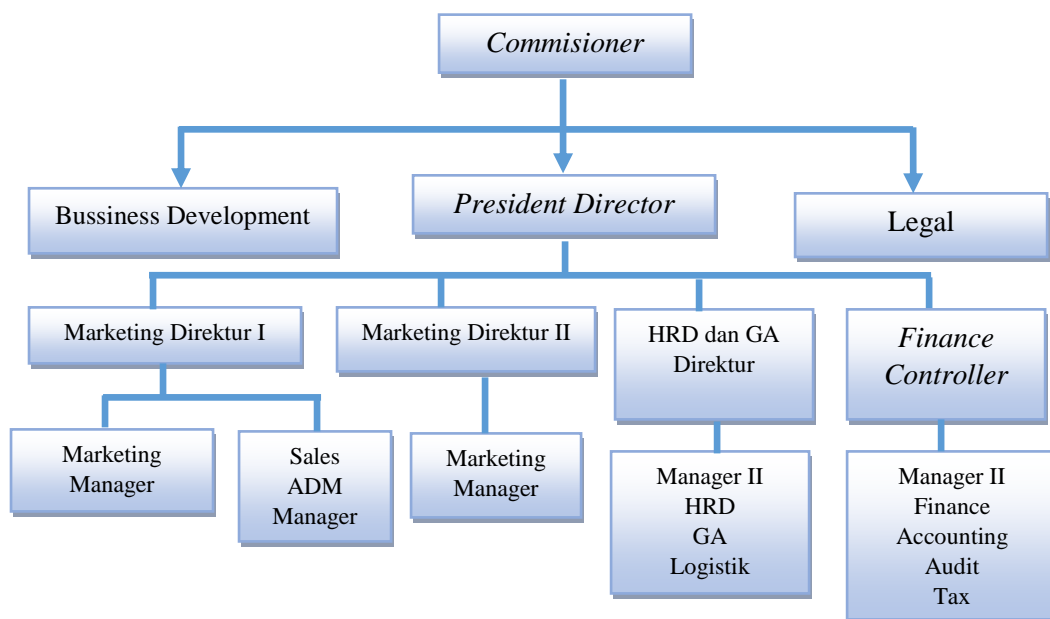 Commisioner
Bussiness Development
President Director
Legal
Marketing Direktur I
Marketing Direktur II
HRD dan GA
Direktur
Finance
Controller
Marketing
Manager
Sales
ADM
Manager
Marketing
Manager
Manager II
HRD
GA
Logistik
Manager II
Finance
Accounting
Audit
Tax